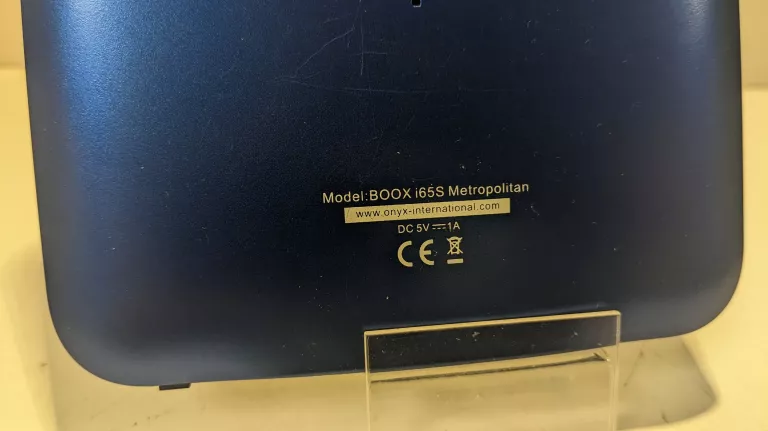 Model:BOOX i65S Metropolitan
www.onyx-international.com
DC 5V⎓1A
CE